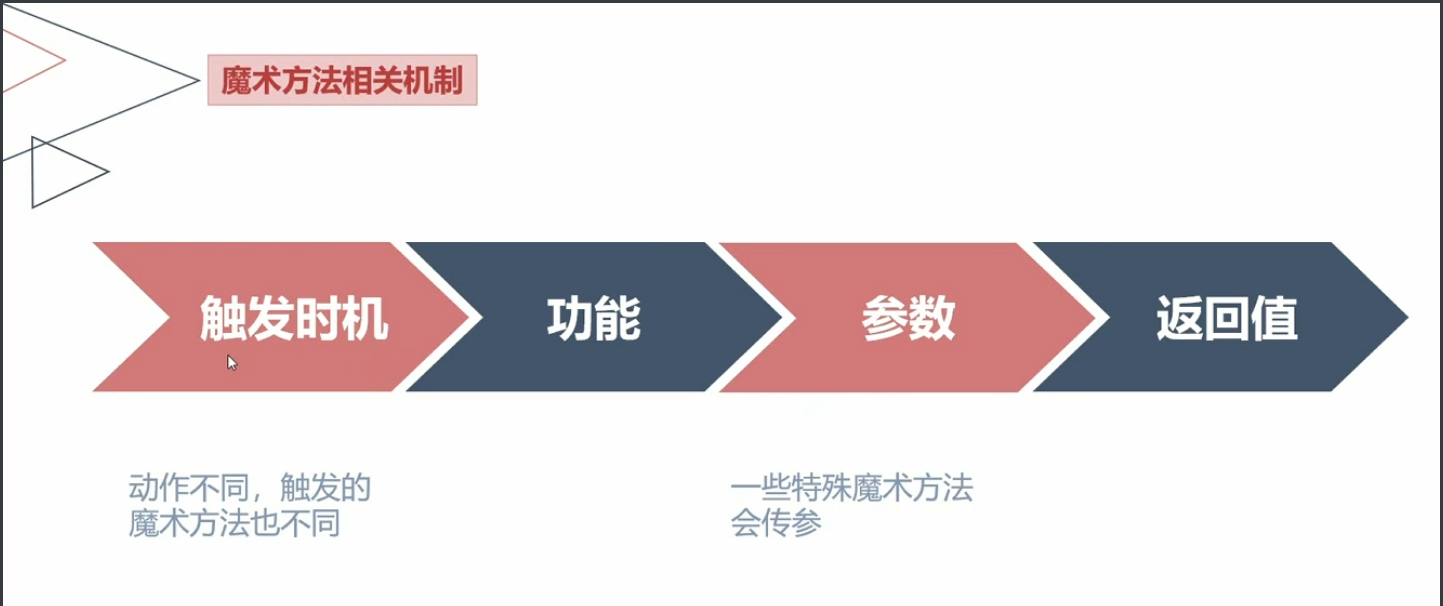 魔术方法相关机制
触发时机
功能
参数
返回值
动作不同，触发的
魔术方法也不同
一些特殊魔术方法
会传参